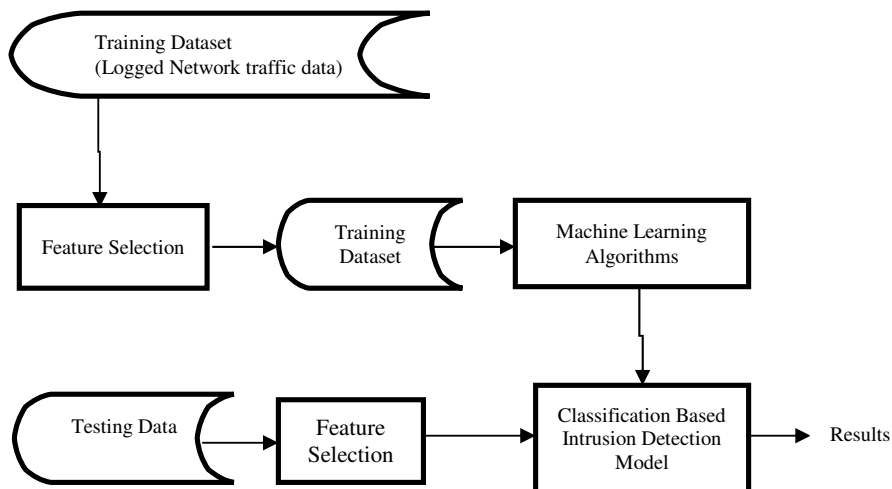 Training Dataset
(Logged Network traffic data)
Feature Selection
Training
Dataset
Machine Learning
Algorithms
Testing Data
Feature
Selection
Classification Based
Intrusion Detection
Model
Results